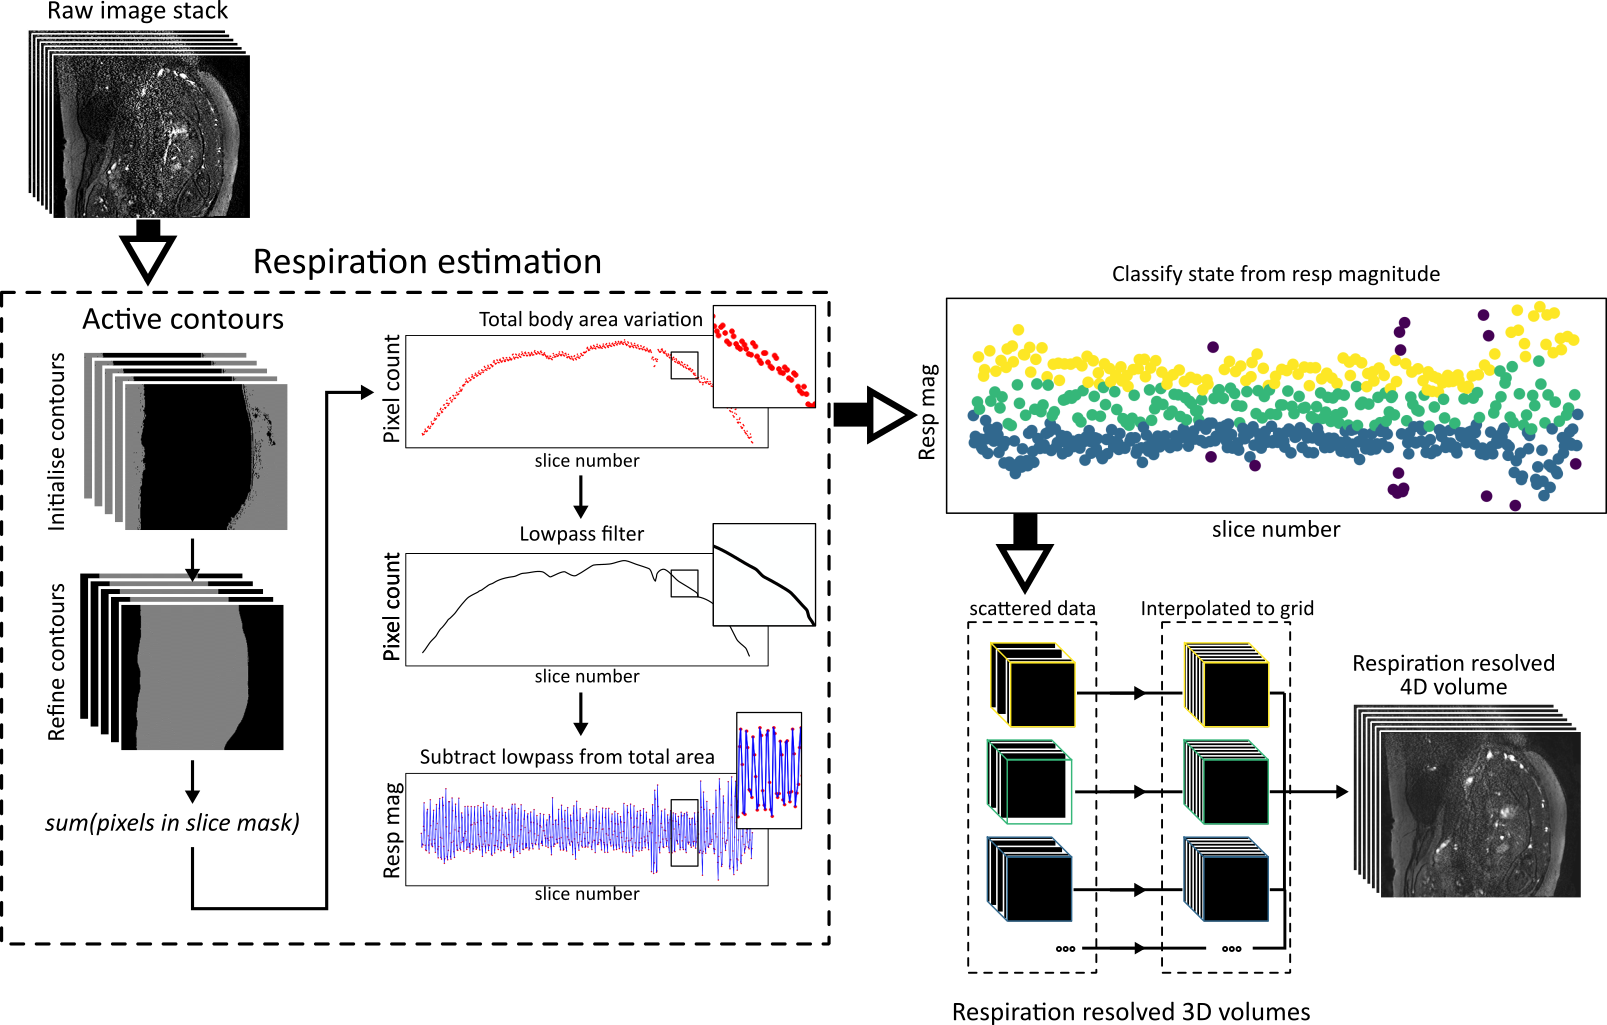 Raw image stack
Respiration estimation
Active contours
Initialise contours
Refine contours
sum(pixels in slice mask)
Total body area variation
Pixel count
slice number
Lowpass filter
Pixel count
slice number
Subtract lowpass from total area
Resp mag
slice number
Classify state from resp magnitude
Resp mag
slice number
scattered data
Interpolated to grid
Respiration resolved
4D volume
Respiration resolved 3D volumes